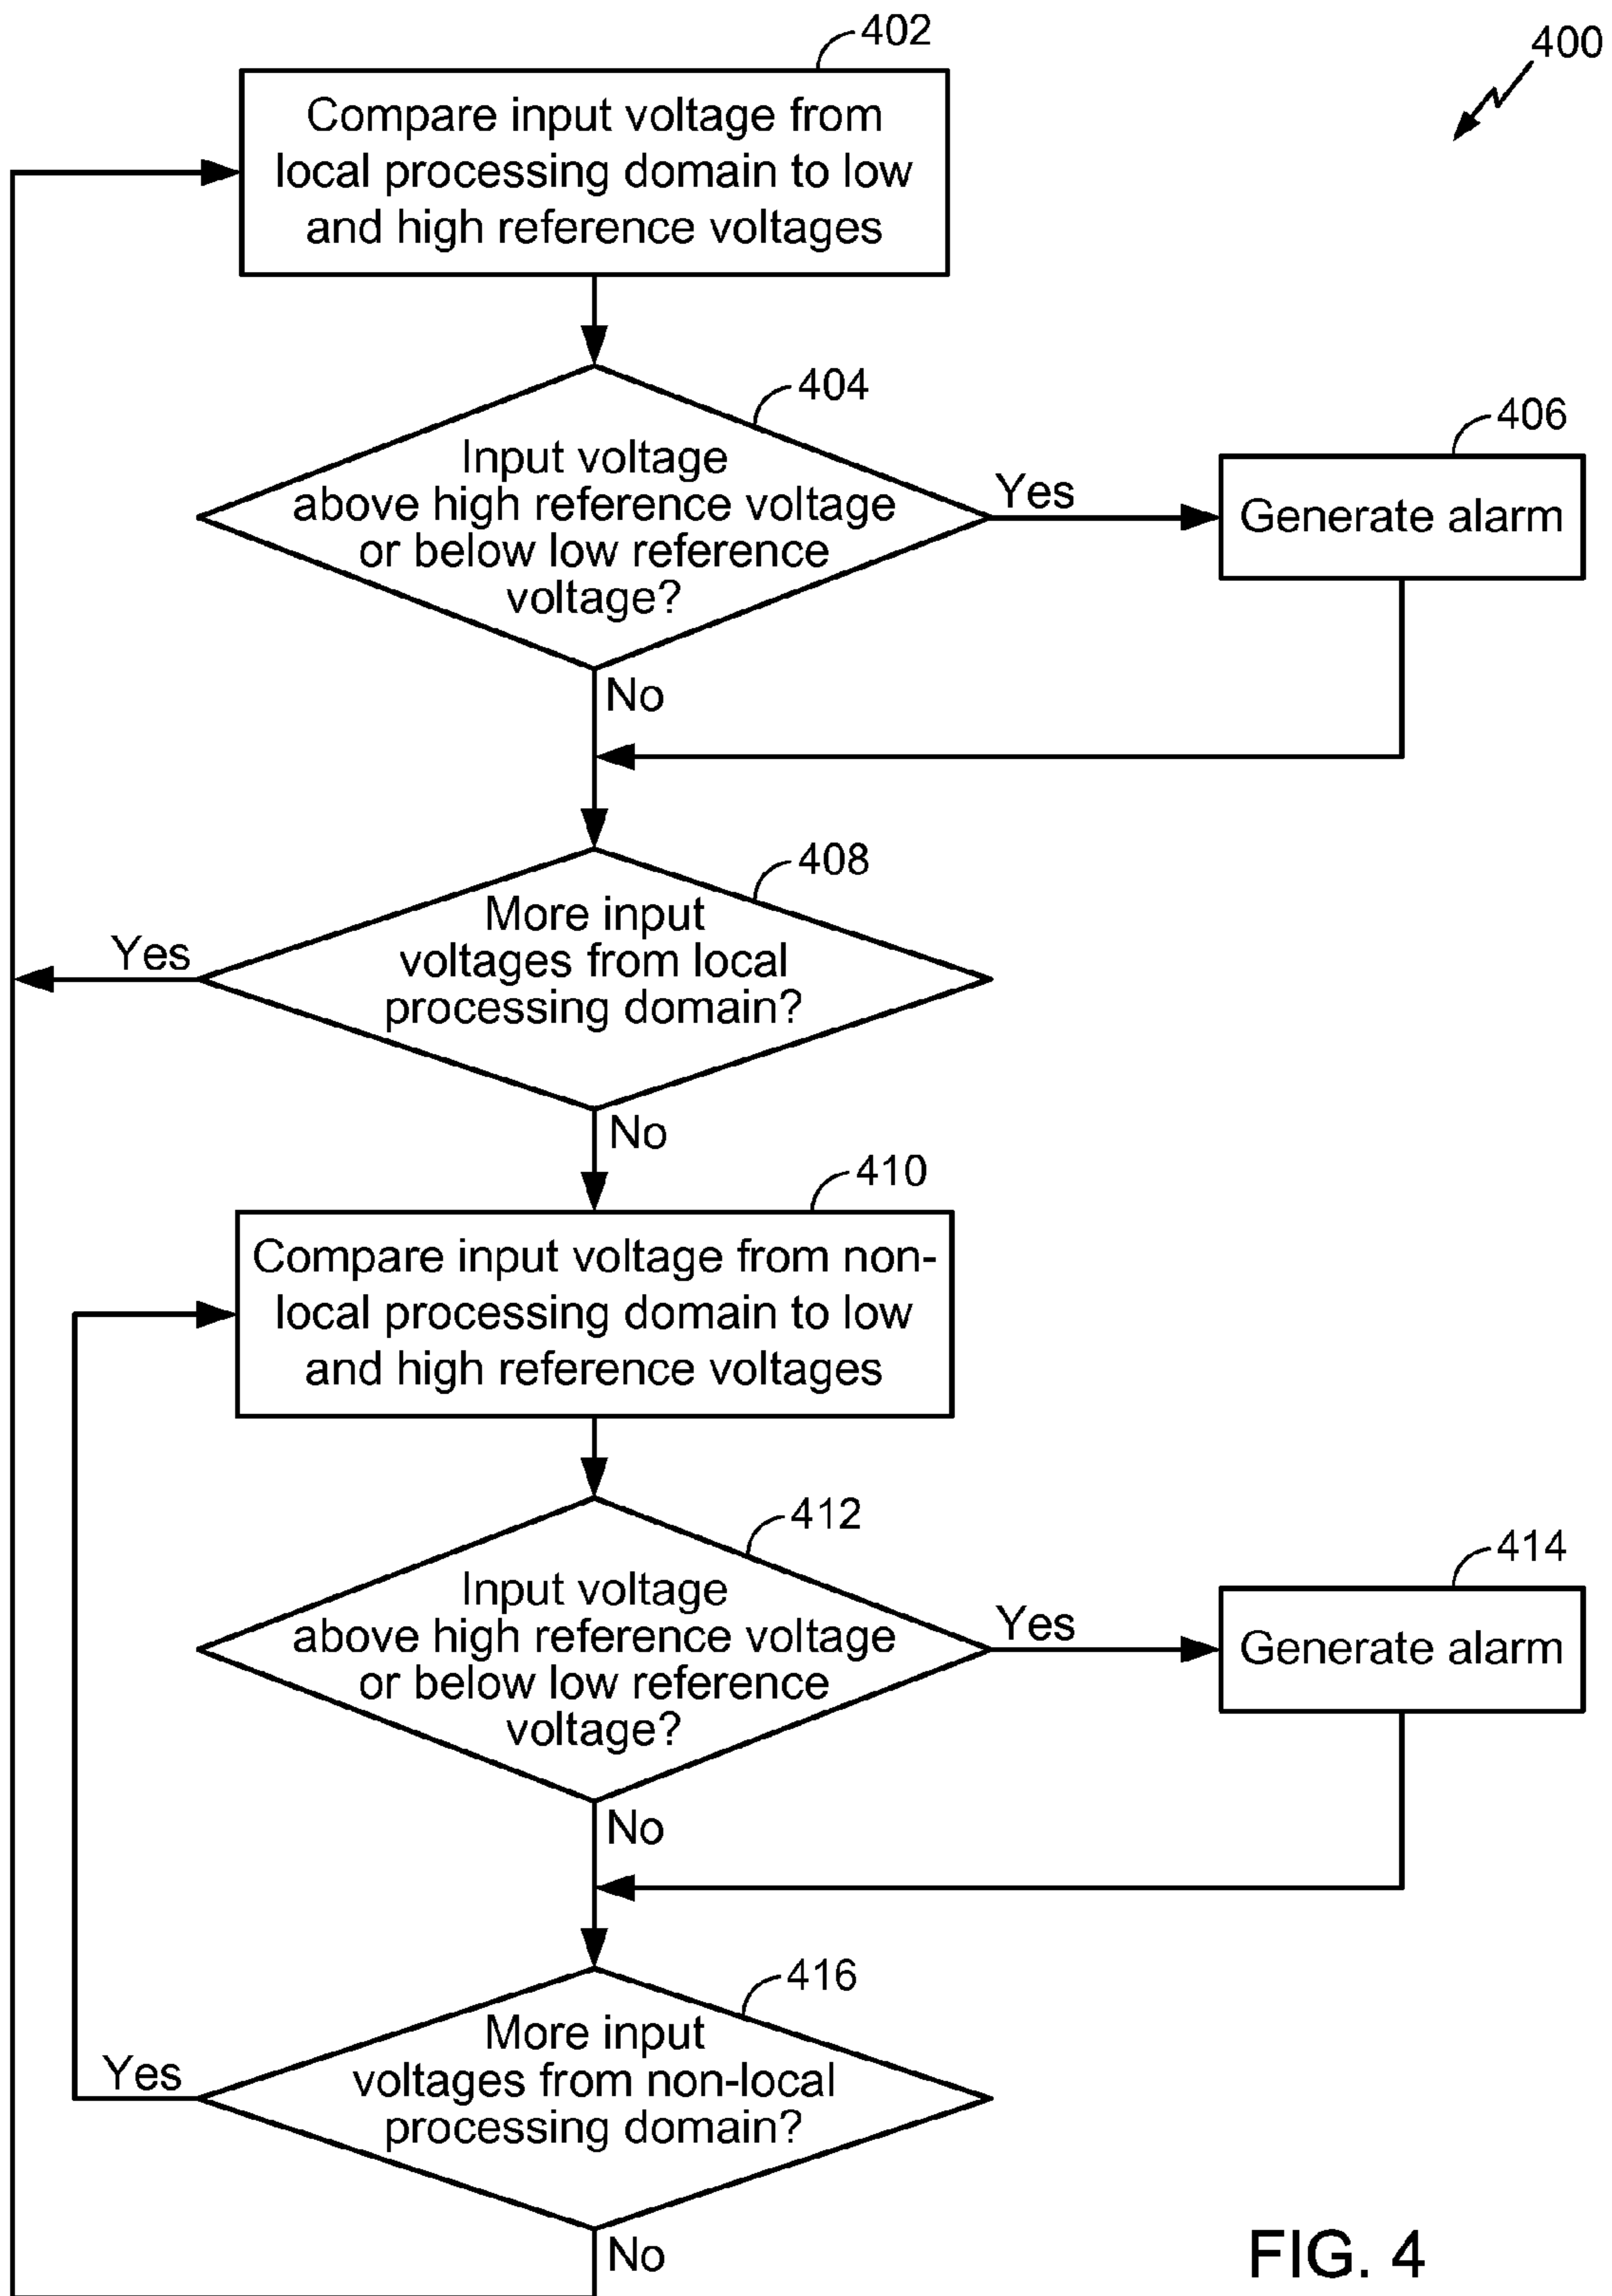 402
400
Compare input voltage from
local processing domain to low
and high reference voltages
404
Input voltage
above high reference voltage
or below low reference
voltage?
Yes
406
Generate alarm
No
408
More input
voltages from local
processing domain?
Yes
No
410
Compare input voltage from non-
local processing domain to low
and high reference voltages
412
Input voltage
above high reference voltage
or below low reference
voltage?
Yes
414
Generate alarm
No
416
More input
voltages from non-local
processing domain?
Yes
No
FIG. 4